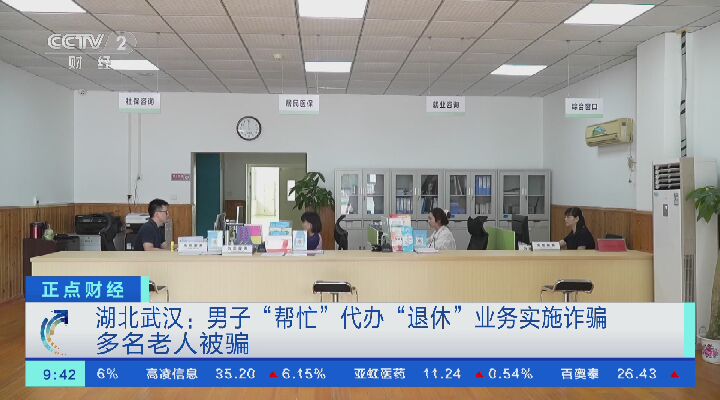 CCTV 2
财经
社保咨询
居民医保
就业咨询
综合窗口
正点财经
湖北武汉：男子“帮忙”代办“退休”业务实施诈骗
多名老人被骗
9:42 6% 高凌信息 35.20 ▲ 6.15% 亚虹医药 11.24 ▲ 0.54% 百奥泰 26.43 ▲